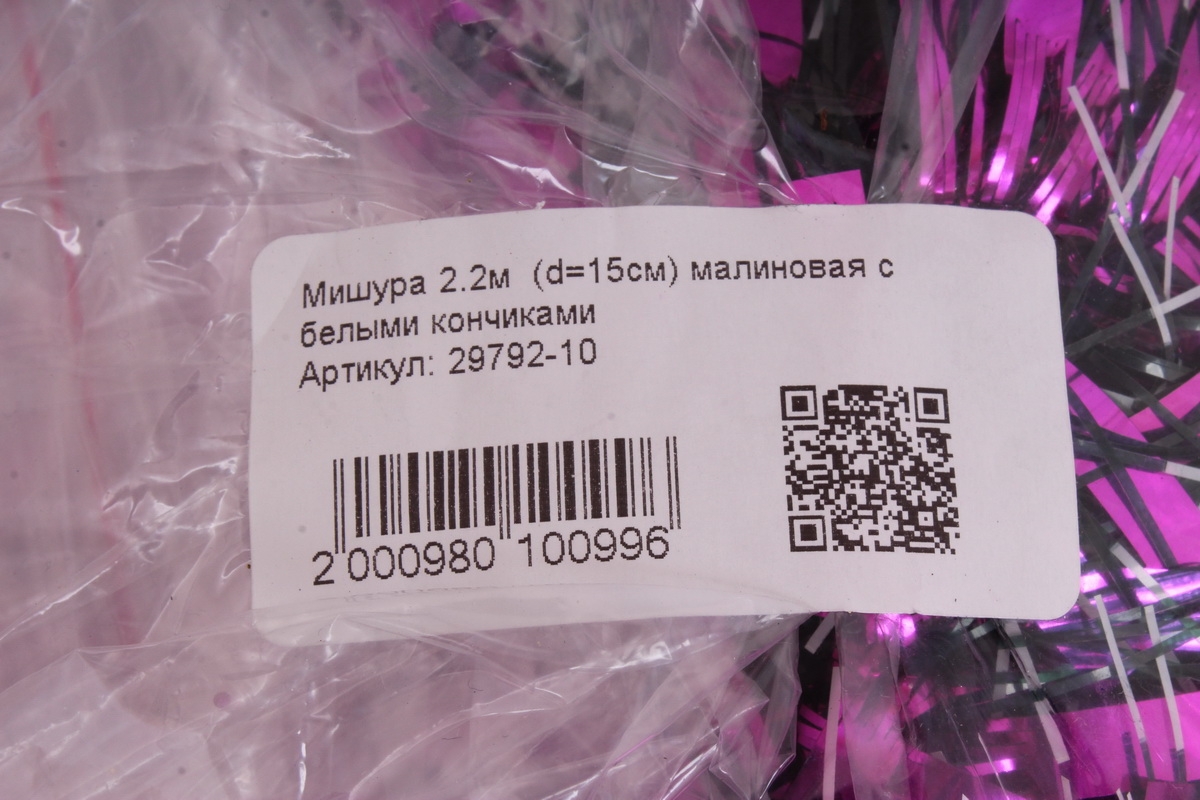 Мишура 2.2м (d=15см) малиновая с
белыми кончиками
Артикул: 29792-10
2 000980 100996